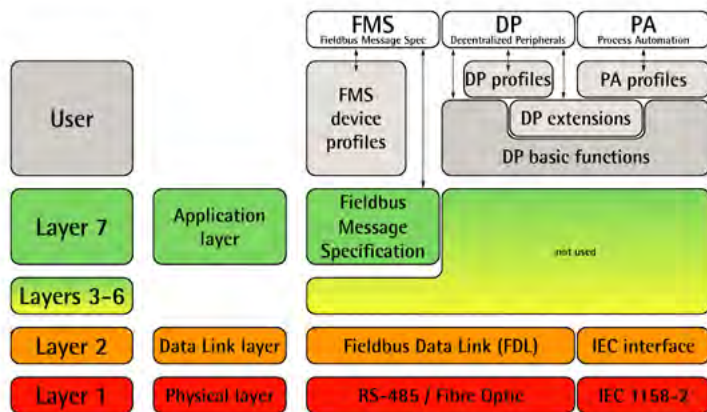 FMS
Fieldbus Message Spec
DP
Decentralized Peripherals
PA
Process Automation
User
FMS
device
profiles
DP profiles
PA profiles
DP extensions
DP basic functions
Layer 7
Application
layer
Fieldbus
Message
Specification
not used
Layers 3-6
Layer 2
Data Link layer
Fieldbus Data Link (FDL)
IEC interface
Layer 1
Physical layer
RS-485 / Fibre Optic
IEC 1158-2